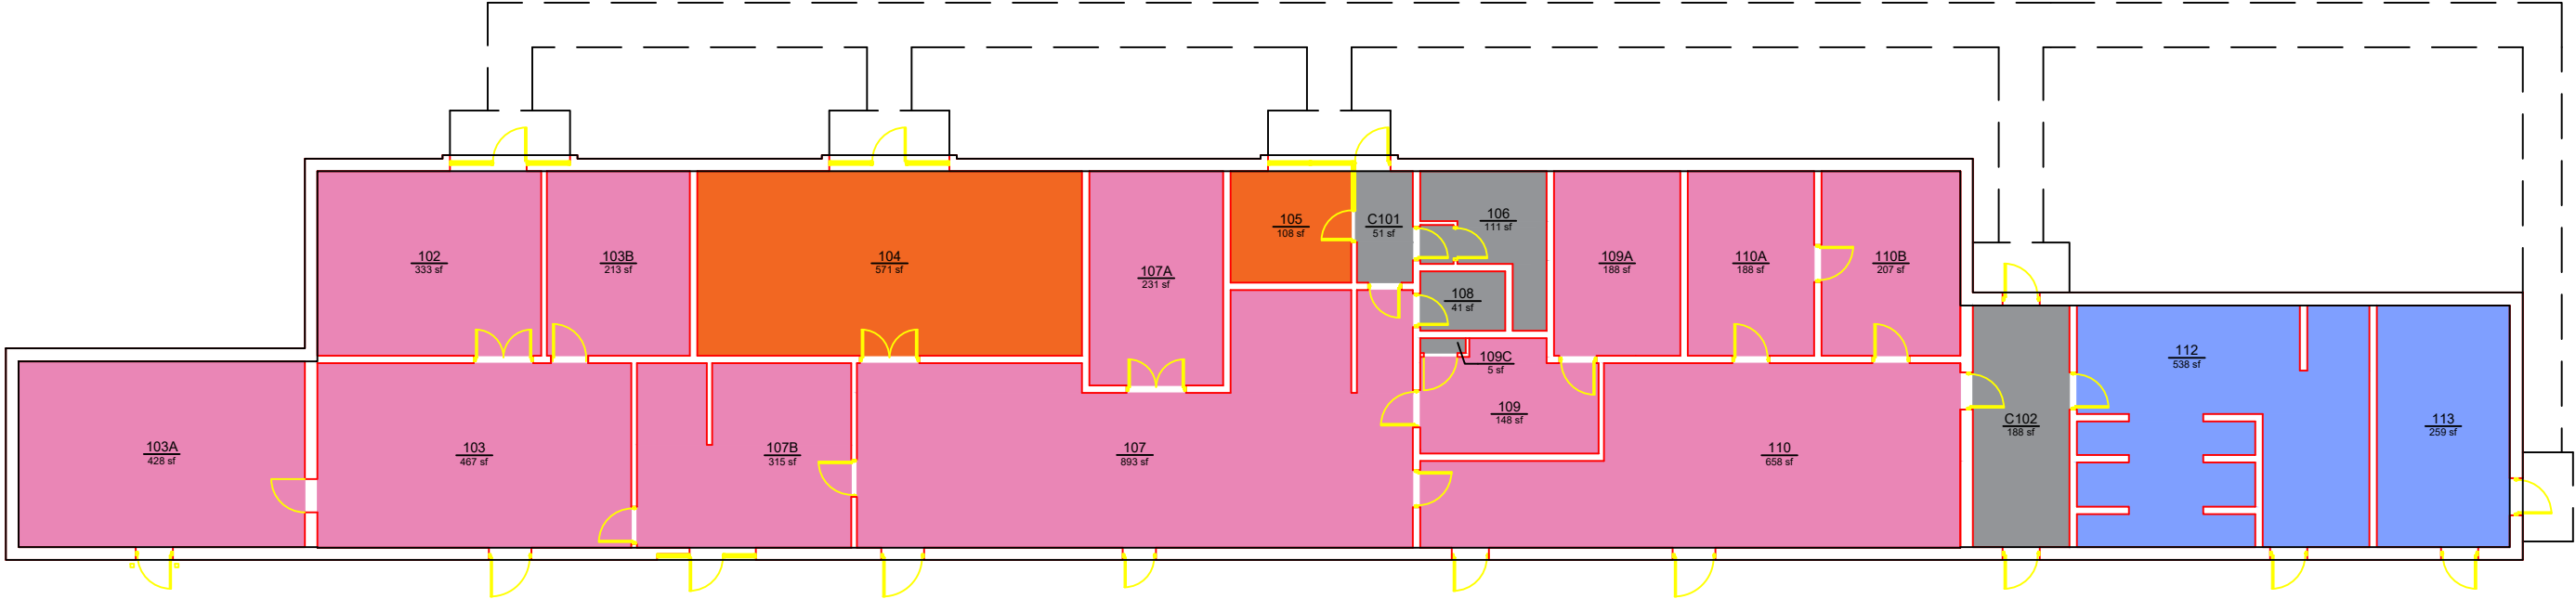 102
333 sf
103B
213 sf
104
571 sf
107A
231 sf
105
108 sf
C101
51 sf
106
111 sf
108
41 sf
109A
188 sf
110A
188 sf
110B
207 sf
109C
5 sf
109
148 sf
103A
428 sf
103
467 sf
107B
315 sf
107
893 sf
110
658 sf
C102
188 sf
112
538 sf
113
259 sf